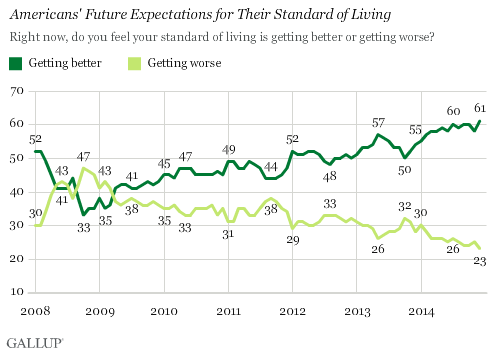 Americans' Future Expectations for Their Standard of Living
Right now, do you feel your standard of living is getting better or getting worse?
Getting better Getting worse
70
60
50
40
30
20
10
52 43 47 43 41 45 47 49 44 52 48 57 50 55 60 61
30 41 33 35 38 35 33 31 38 29 33 26 32 30 26 23
2008 2009 2010 2011 2012 2013 2014
GALLUP